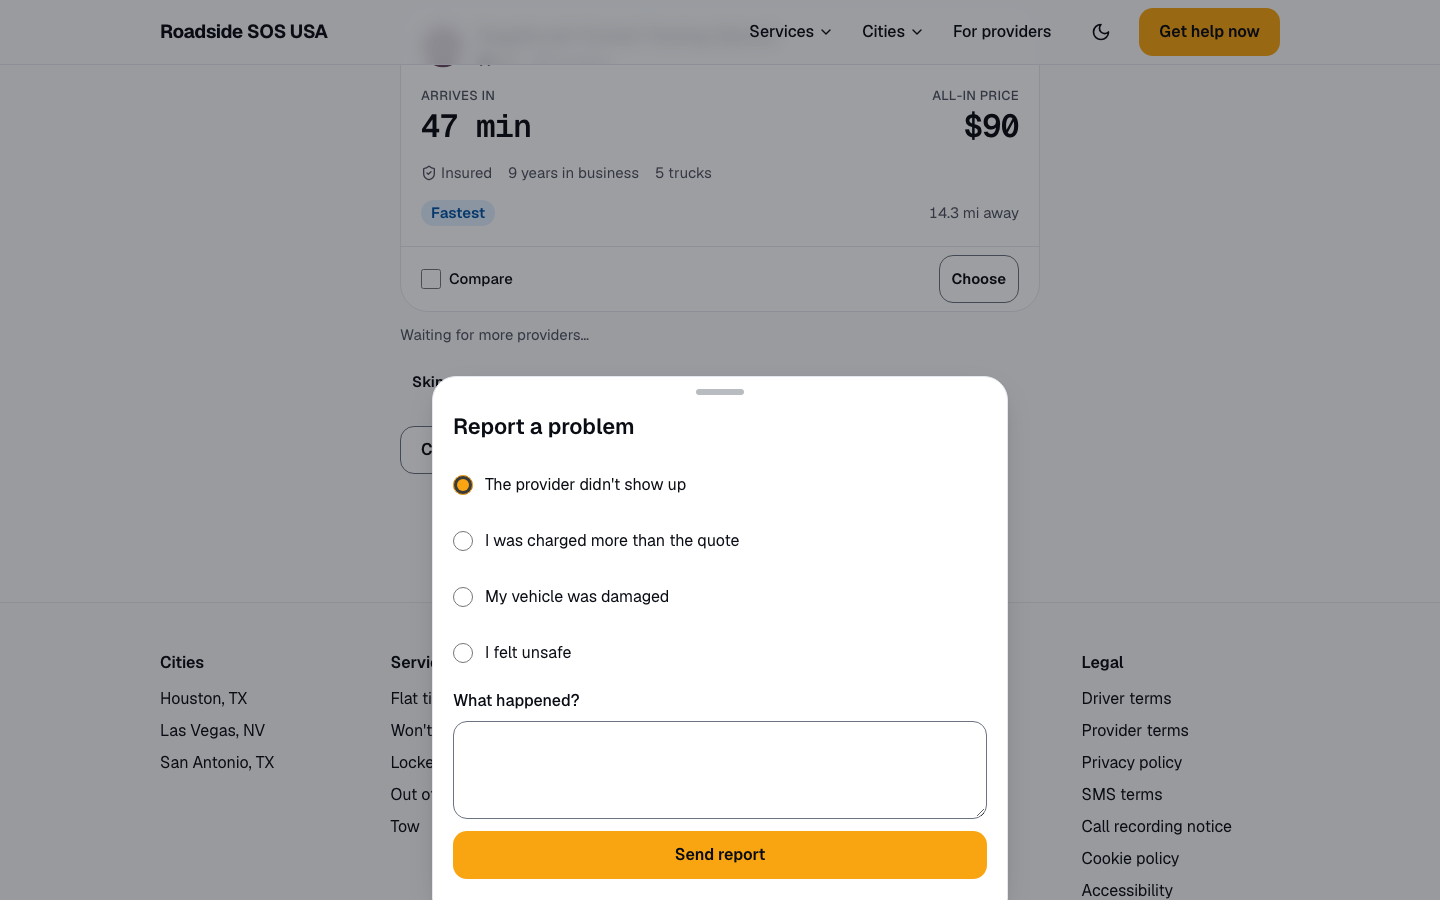 Roadside SOS USA
Services
Cities
For providers
Get help now
ARRIVES IN
ALL-IN PRICE
47 min
$90
Insured
9 years in business
5 trucks
Fastest
14.3 mi away
Compare
Choose
Waiting for more providers…
Report a problem
The provider didn't show up
I was charged more than the quote
My vehicle was damaged
I felt unsafe
What happened?
Send report
Cities
Houston, TX
Las Vegas, NV
San Antonio, TX
Tow
Legal
Driver terms
Provider terms
Privacy policy
SMS terms
Call recording notice
Cookie policy
Accessibility